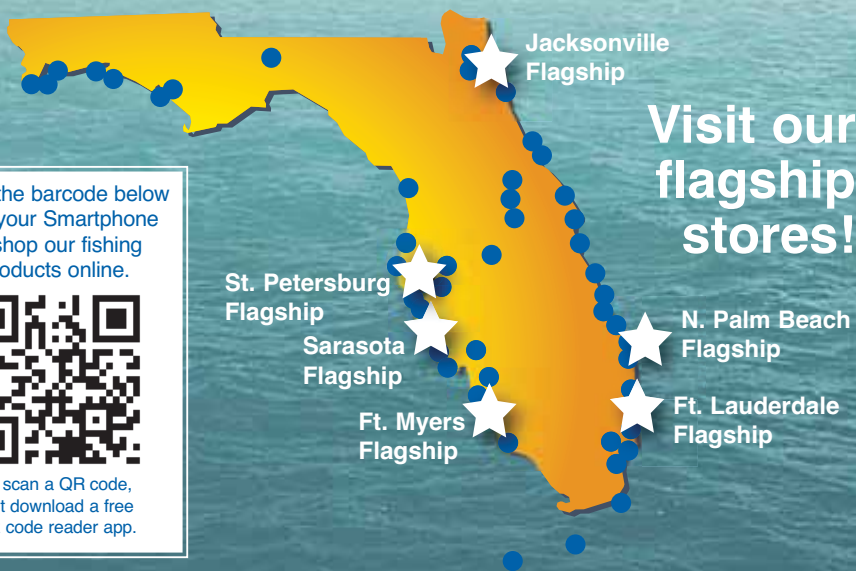 Jacksonville
Flagship
Visit our
flagship
stores!
the barcode below
your Smartphone
shop our fishing
oducts online.
scan a QR code,
t download a free
code reader app.
St. Petersburg
Flagship
Sarasota
Flagship
Ft. Myers
Flagship
N. Palm Beach
Flagship
Ft. Lauderdale
Flagship